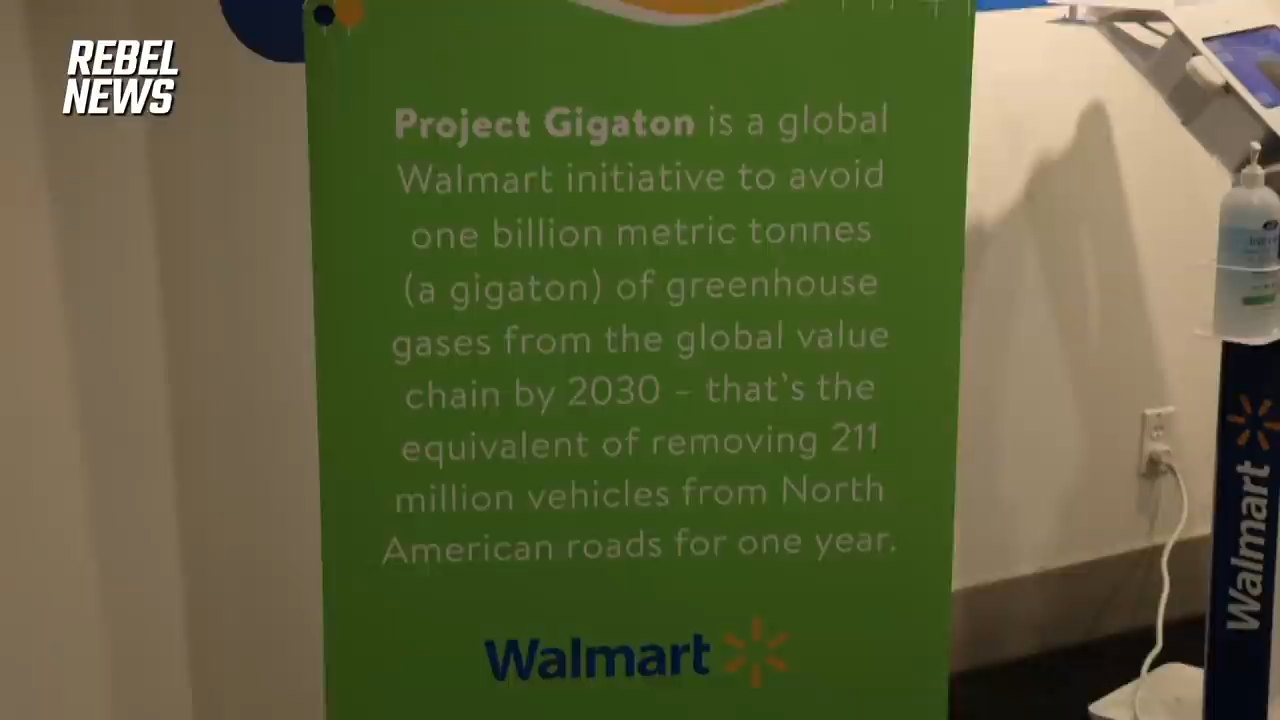 REBEL
NEWS
Project Gigaton is a global
Walmart initiative to avoid
one billion metric tonnes
(a gigaton) of greenhouse
gases from the global value
chain by 2030 – that's the
equivalent of removing 211
million vehicles from North
American roads for one year.
Walmart
Walmart